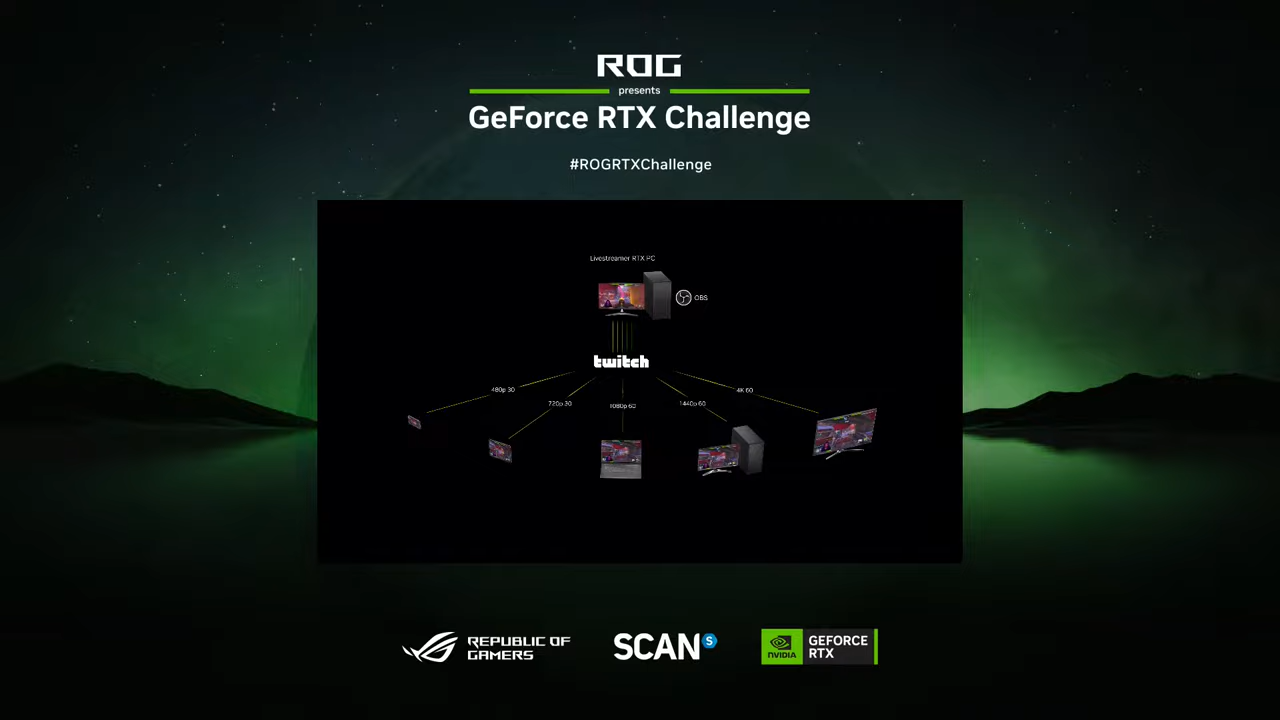 ROG
presents
GeForce RTX Challenge
#ROGRTXChallenge
Livestreamer RTX PC
OBS
twitch
480p 30
4K 60
720p 30
1080p 60
1440p 60
REPUBLIC OF
GAMERS
SCAN S
NVIDIA
GEFORCE
RTX